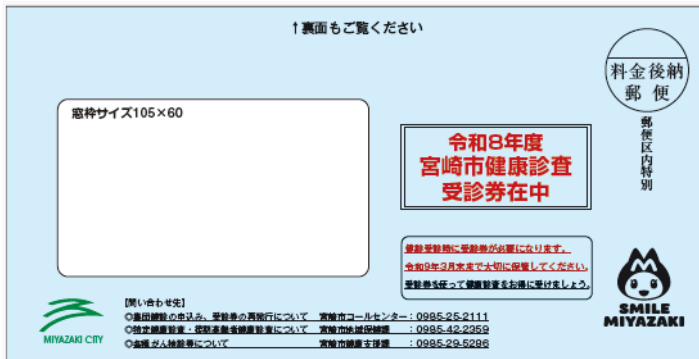 ↑裏面もご覧ください
料金後納
郵便
郵便区内特別
窓枠サイズ105×60
令和8年度
宮崎市健康診査
受診券在中
健診受診時に受診券が必要になります。
令和9年3月末まで大切に保管してください。
受診券を使って健康診査をお得に受けましょう。
SMILE
MIYAZAKI
MIYAZAKI CITY
【問い合わせ先】
◎集団健診の申込み、受診券の再発行について 宮崎市コールセンター：0985-25-2111
◎特定健康診査・後期高齢者健康診査について 宮崎市地域保健課：0985-42-2359
◎各種がん検診等について 宮崎市健康支援課：0985-29-5286